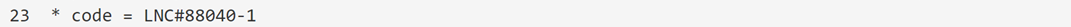 23 * code = LNC#88040-1